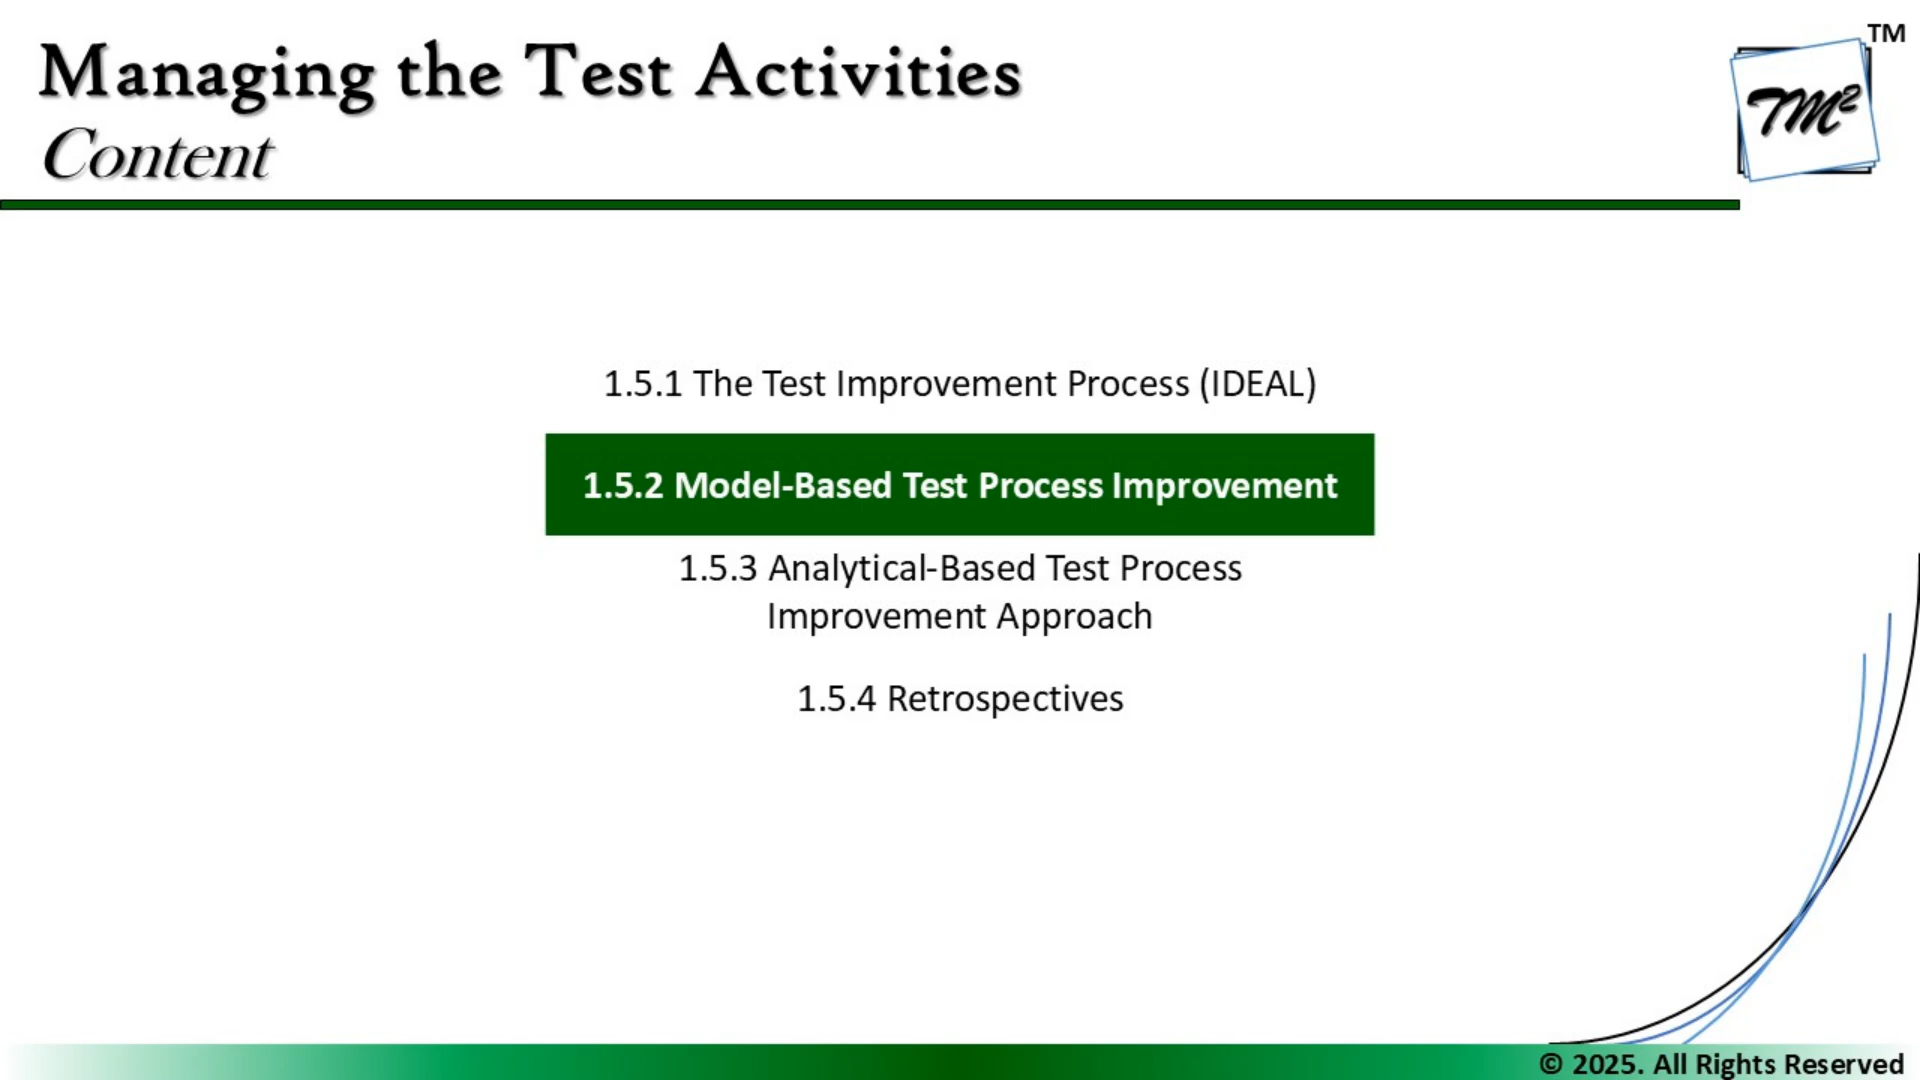 Managing the Test Activities
Content
TM
TM²
1.5.1 The Test Improvement Process (IDEAL)
1.5.2 Model-Based Test Process Improvement
1.5.3 Analytical-Based Test Process
Improvement Approach
1.5.4 Retrospectives
© 2025. All Rights Reserved